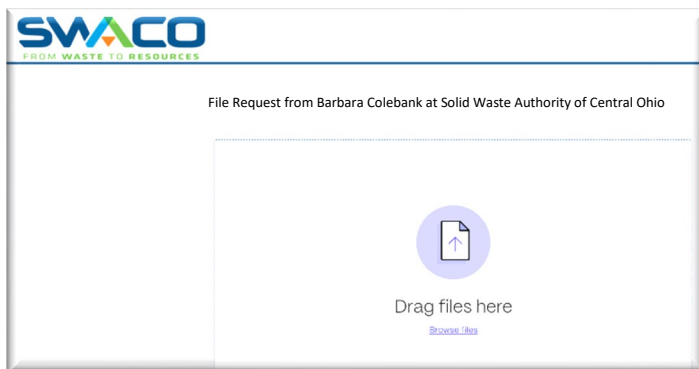 SWACO
FROM WASTE TO RESOURCES
File Request from Barbara Colebank at Solid Waste Authority of Central Ohio
Drag files here
Browse files